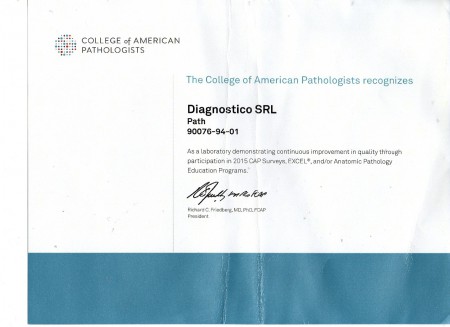 COLLEGE of AMERICAN
PATHOLOGISTS
The College of American Pathologists recognizes
Diagnostico SRL
Path
90076-94-01
As a laboratory demonstrating continuous improvement in quality through
participation in 2015 CAP Surveys, EXCEL®, and/or Anatomic Pathology
Education Programs.
Richard C. Friedberg, MD, PhD, FCAP
President